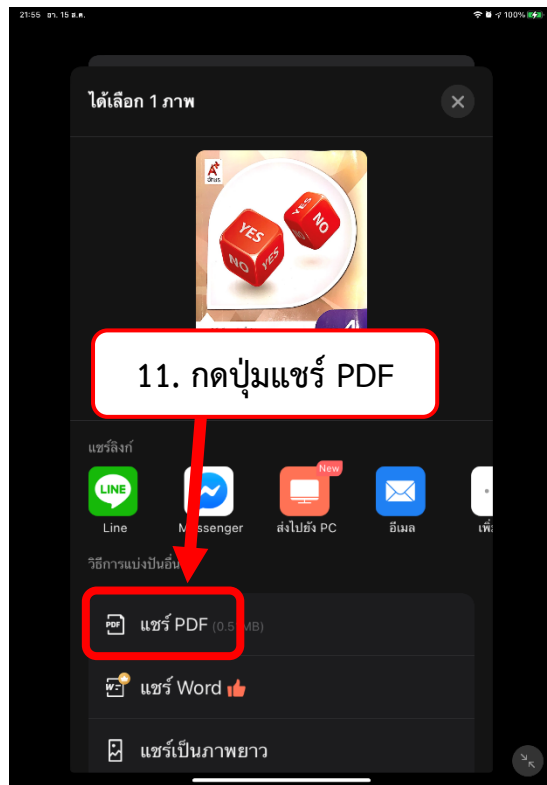 21:55 อา. 15 ส.ค.
100%
ได้เลือก 1 ภาพ
YES
NO
YES
YES
NO
11. กดปุ่มแชร์ PDF
แชร์ลิงก์
New
LINE
Line
Messenger
ส่งไปยัง PC
อีเมล
วิธีการแบ่งปันอื่น
PDF
แชร์ PDF
MB)
แชร์ Word
แชร์เป็นภาพยาว